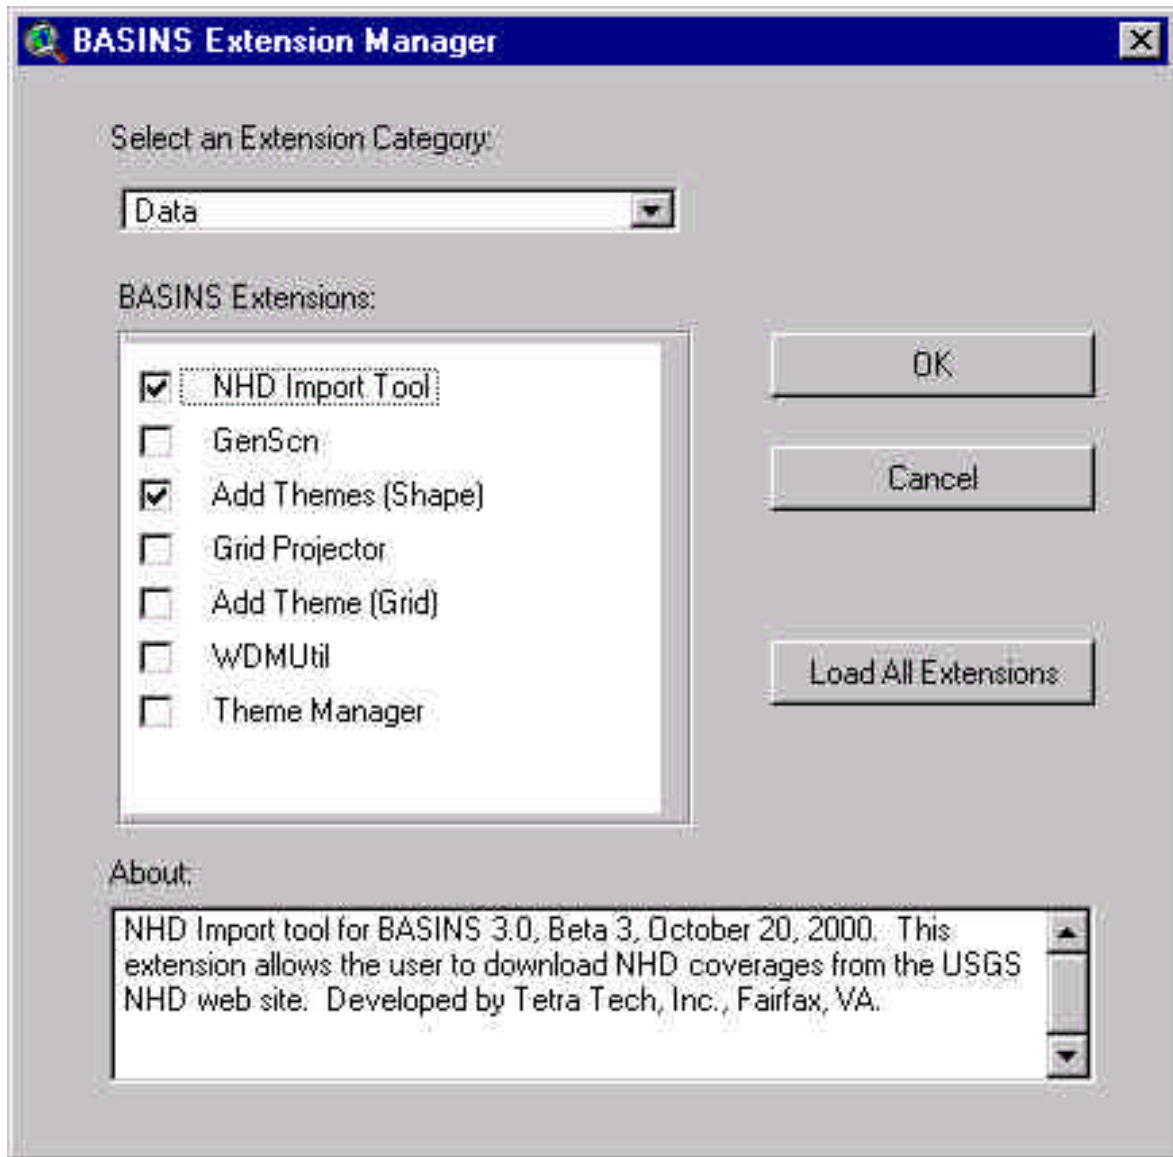 BASINS Extension Manager
Select an Extension Category:
Data
BASINS Extensions:
NHD Import Tool
GenScn
Add Themes (Shape)
Grid Projector
Add Theme (Grid)
WDMUtil
Theme Manager
OK
Cancel
Load All Extensions
About:
NHD Import tool for BASINS 3.0, Beta 3, October 20, 2000. This
extension allows the user to download NHD coverages from the USGS
NHD web site. Developed by Tetra Tech, Inc., Fairfax, VA.